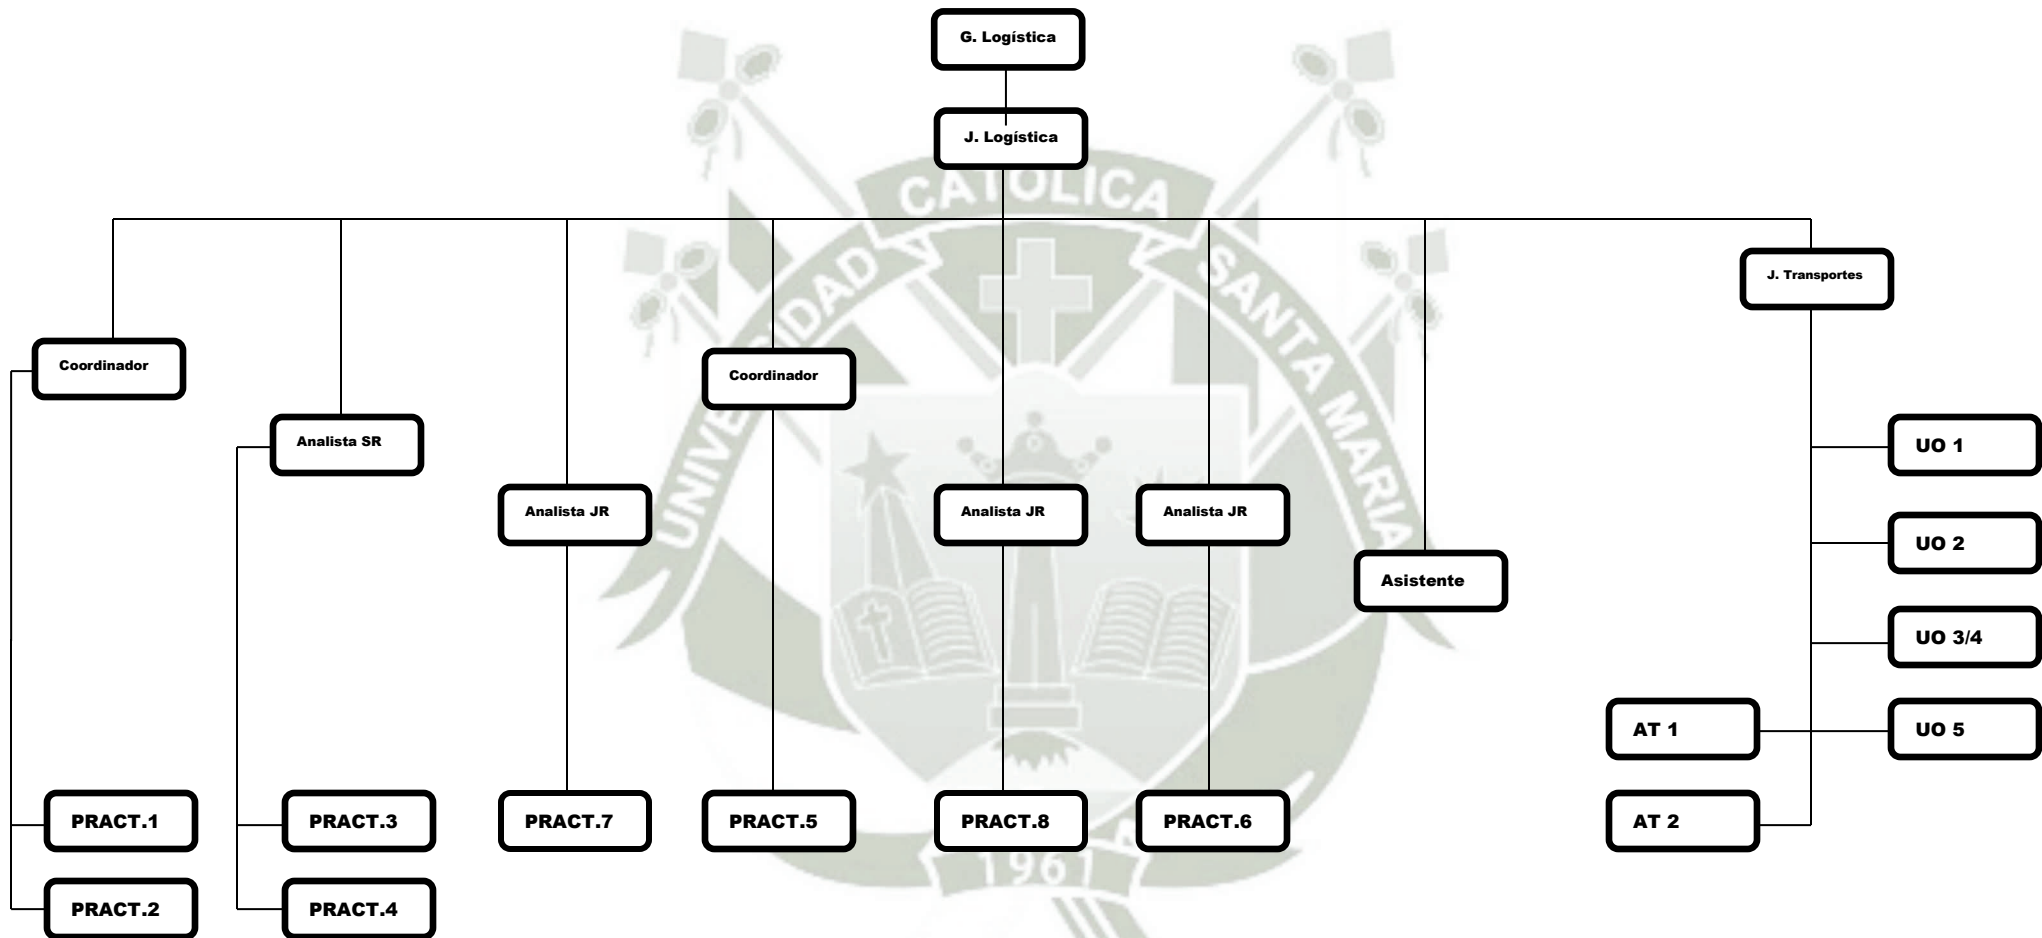 G. Logística
J. Logística
CATOLICA
UNIVERSIDAD
SANTA MARIA
J. Transportes
Coordinador
Coordinador
Analista SR
UO 1
Analista JR
Analista JR
Analista JR
UO 2
Asistente
UO 3/4
AT 1
UO 5
PRACT.1
PRACT.3
PRACT.7
PRACT.5
PRACT.8
PRACT.6
AT 2
1961
PRACT.2
PRACT.4